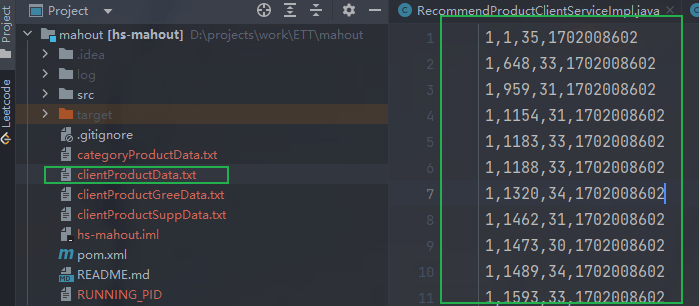 Project
Leetcode
Project
mahout [hs-mahout] D:\projects\work\ETT\mahout
.idea
log
src
target
.gitignore
categoryProductData.txt
clientProductData.txt
clientProductGreeData.txt
clientProductSuppData.txt
hs-mahout.iml
pom.xml
README.md
RUNNING_PID
RecommendProductClientServiceImpl.java
1 1,1,35,1702008602
2 1,648,33,1702008602
3 1,959,31,1702008602
4 1,1154,31,1702008602
5 1,1183,33,1702008602
6 1,1188,33,1702008602
7 1,1320,34,1702008602
8 1,1462,31,1702008602
9 1,1473,30,1702008602
10 1,1489,34,1702008602
11 1,1593,33,1702008602